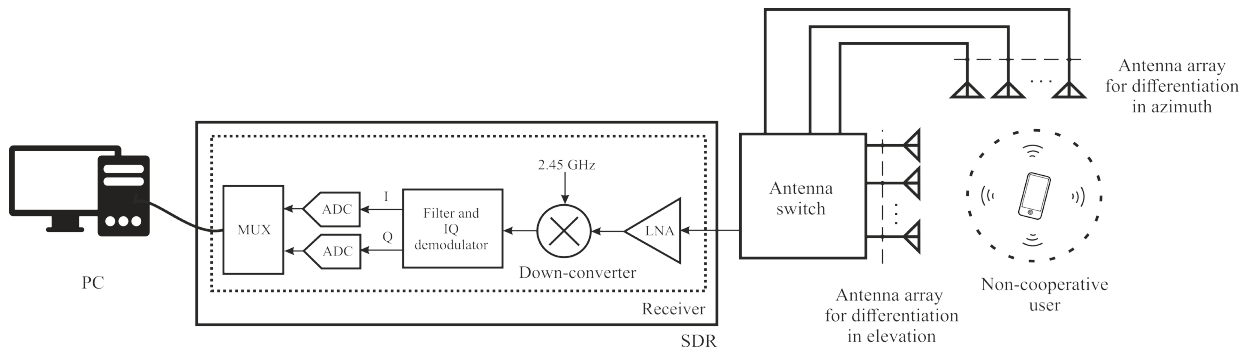 PC
MUX
ADC
ADC
I
Q
Filter and
IQ
demodulator
2.45 GHz
Down-converter
LNA
Receiver
SDR
Antenna
switch
Antenna array
for differentiation
in azimuth
Antenna array
for differentiation
in elevation
Non-cooperative
user